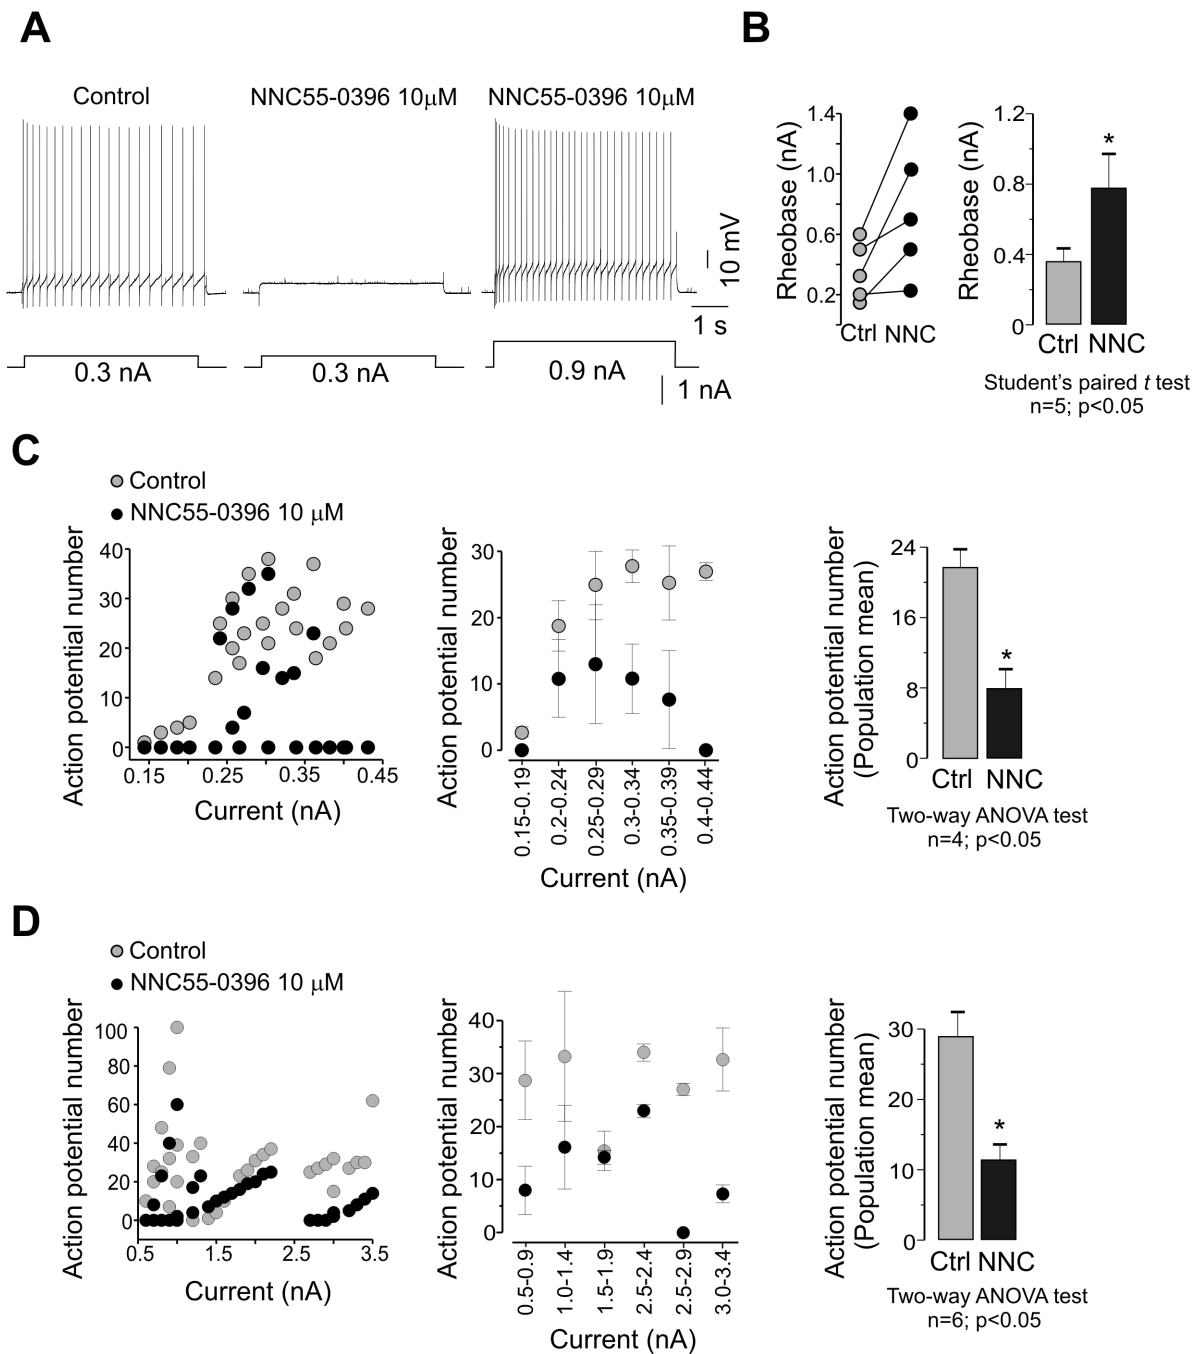 A
Control
NNC55-0396 10μM
NNC55-0396 10μM
10 mV
1 s
0.3 nA
0.3 nA
0.9 nA
1 nA
B
Rheobase (nA)
1.4
1.0
0.6
0.2
Ctrl NNC
Rheobase (nA)
1.2
0.8
0.4
0
*
Ctrl NNC
Student's paired t test
n=5; p<0.05
C
Control
NNC55-0396 10 μM
Action potential number
40
30
20
10
0
0.15 0.25 0.35 0.45
Current (nA)
Action potential number
30
20
10
0
0.15-0.19
0.2-0.24
0.25-0.29
0.3-0.34
0.35-0.39
0.4-0.44
Current (nA)
Action potential number
(Population mean)
24
16
8
0
*
Ctrl NNC
Two-way ANOVA test
n=4; p<0.05
D
Control
NNC55-0396 10 μM
Action potential number
100
80
60
40
20
0
0.5 1.5 2.5 3.5
Current (nA)
Action potential number
40
30
20
10
0
0.5-0.9
1.0-1.4
1.5-1.9
2.5-2.4
2.5-2.9
3.0-3.4
Current (nA)
Action potential number
(Population mean)
30
20
10
0
*
Ctrl NNC
Two-way ANOVA test
n=6; p<0.05